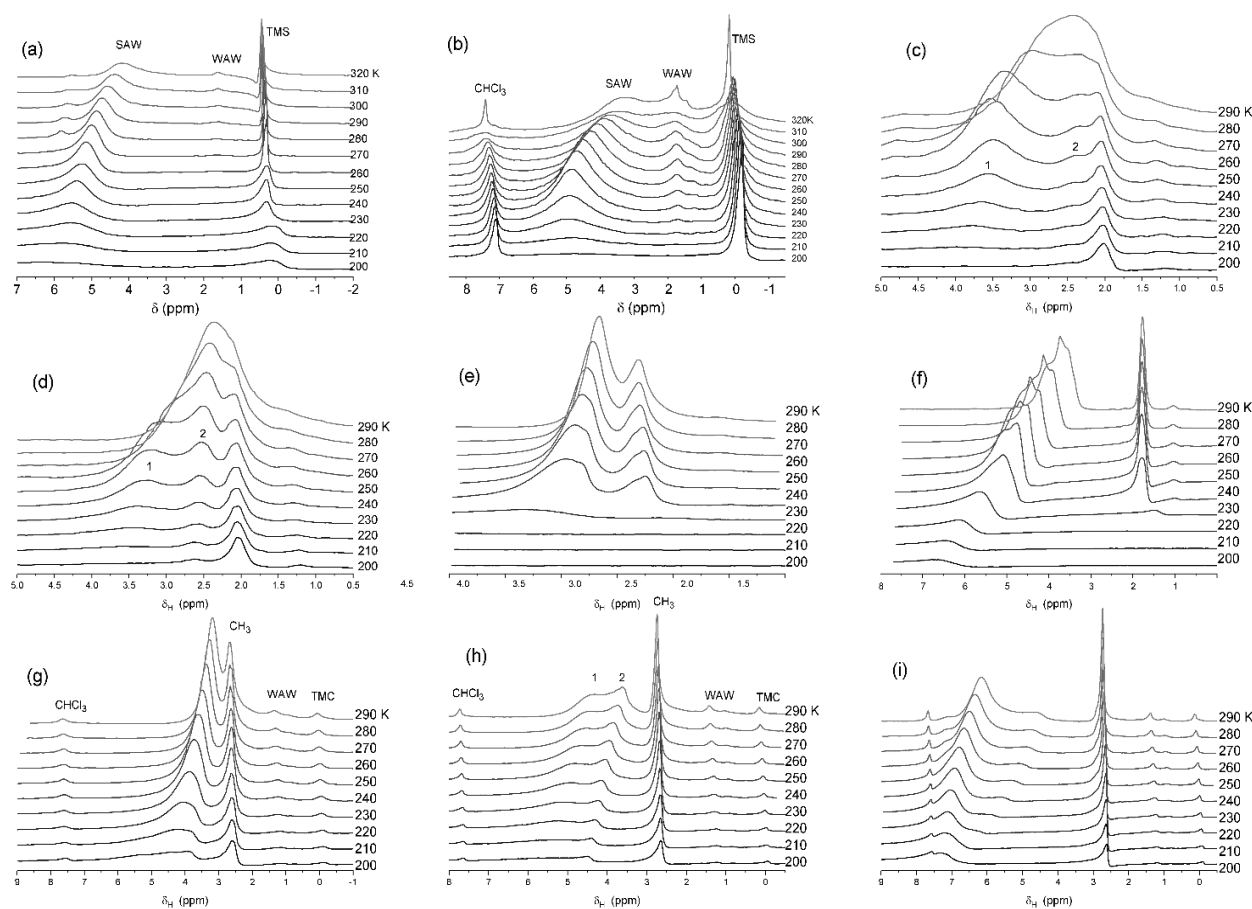 (a)
SAW
WAW
TMS
320 K
310
300
290
280
270
260
250
240
230
220
210
200
7 6 5 4 3 2 1 0 -1 -2
δ (ppm)
(b)
CHCl₃
SAW
WAW
TMS
320K
310
300
290
280
270
260
250
240
230
220
210
200
8 7 6 5 4 3 2 1 0 -1
δ (ppm)
(c)
1
2
290 K
280
270
260
250
240
230
220
210
200
5.0 4.5 4.0 3.5 3.0 2.5 2.0 1.5 1.0 0.5
δH (ppm)
(d)
1
2
290 K
280
270
260
250
240
230
220
210
200
5.0 4.5 4.0 3.5 3.0 2.5 2.0 1.5 1.0 0.5
δH (ppm)
(e)
290 K
280
270
260
250
240
230
220
210
200
4.5 4.0 3.5 3.0 2.5 2.0 1.5
δH (ppm)
(f)
290 K
280
270
260
250
240
230
220
210
200
8 7 6 5 4 3 2 1
δH (ppm)
(g)
CHCl₃
CH₃
WAW
TMC
290 K
280
270
260
250
240
230
220
210
200
9 8 7 6 5 4 3 2 1 0 -1
δH (ppm)
(h)
CHCl₃
1 2
CH₃
WAW
TMC
290 K
280
270
260
250
240
230
220
210
200
8 7 6 5 4 3 2 1 0
δH (ppm)
(i)
290 K
280
270
260
250
240
230
220
210
200
9 8 7 6 5 4 3 2 1 0
δH (ppm)